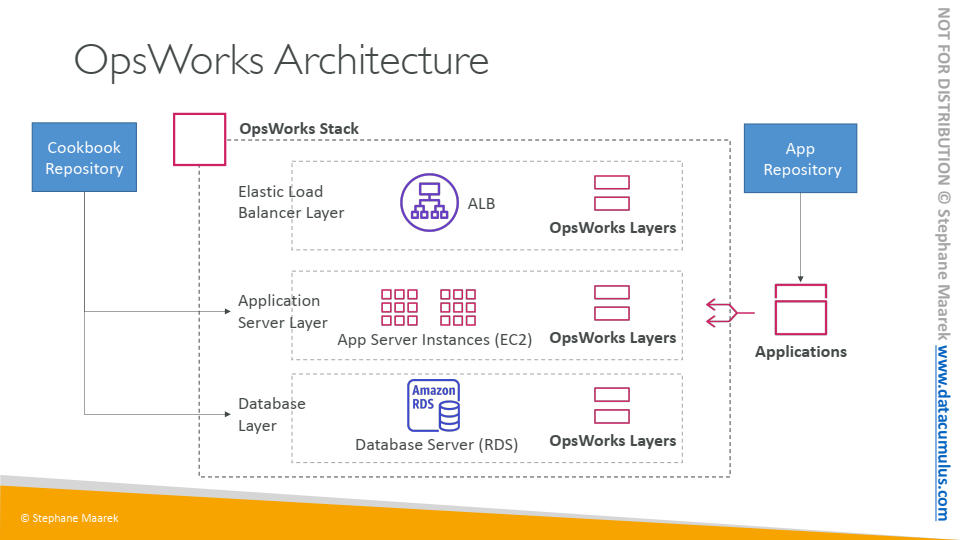 OpsWorks Architecture
Cookbook
Repository
OpsWorks Stack
App
Repository
Elastic Load
Balancer Layer
ALB
OpsWorks Layers
Application
Server Layer
App Server Instances (EC2)
OpsWorks Layers
Applications
Database
Layer
Amazon
RDS
Database Server (RDS)
OpsWorks Layers
© Stephane Maarek
NOT FOR DISTRIBUTION © Stephane Maarek www.datacumulus.com